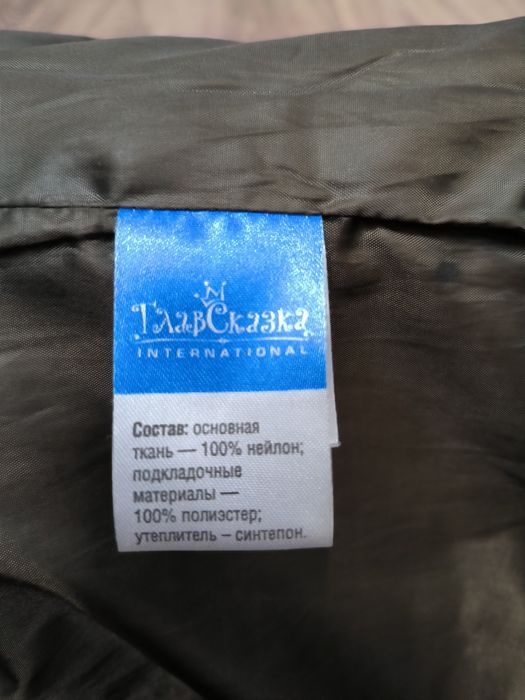 ГлавСказка
INTERNATIONAL
Состав: основная
ткань — 100% нейлон;
подкладочные
материалы —
100% полиэстер;
утеплитель – синтепон.